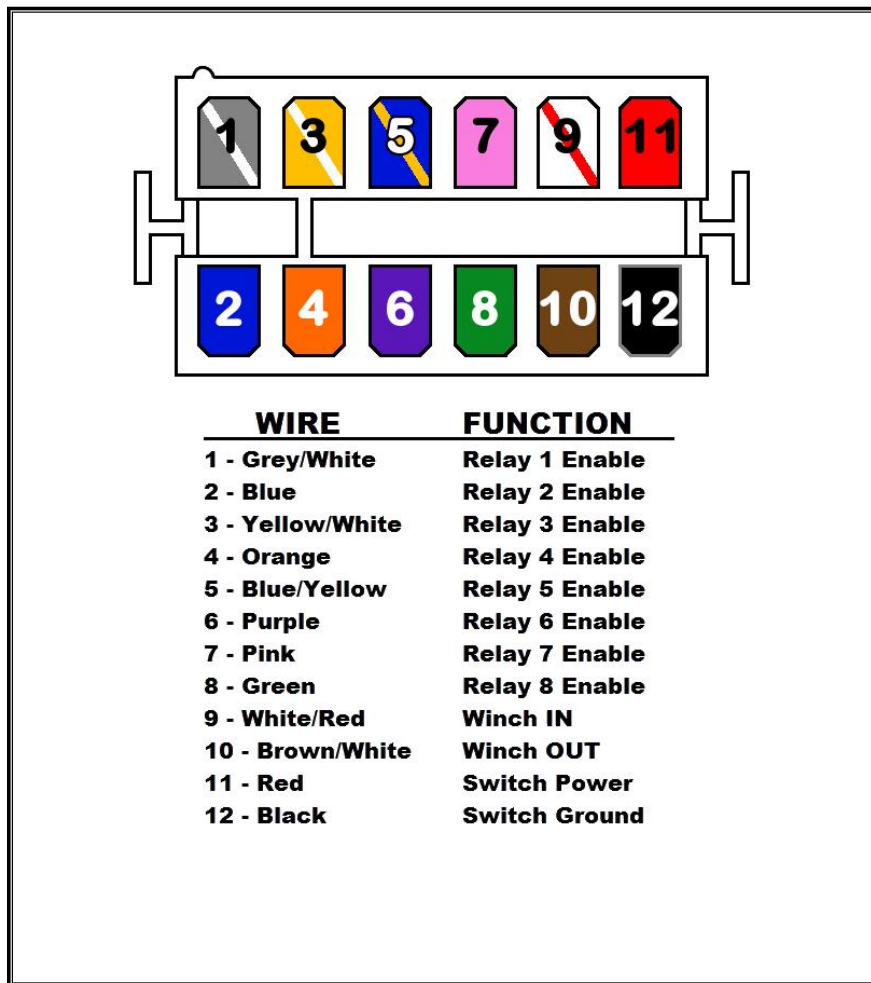 1 3 5 7 9 11
2 4 6 8 10 12
WIRE FUNCTION
1 - Grey/White Relay 1 Enable
2 - Blue Relay 2 Enable
3 - Yellow/White Relay 3 Enable
4 - Orange Relay 4 Enable
5 - Blue/Yellow Relay 5 Enable
6 - Purple Relay 6 Enable
7 - Pink Relay 7 Enable
8 - Green Relay 8 Enable
9 - White/Red Winch IN
10 - Brown/White Winch OUT
11 - Red Switch Power
12 - Black Switch Ground